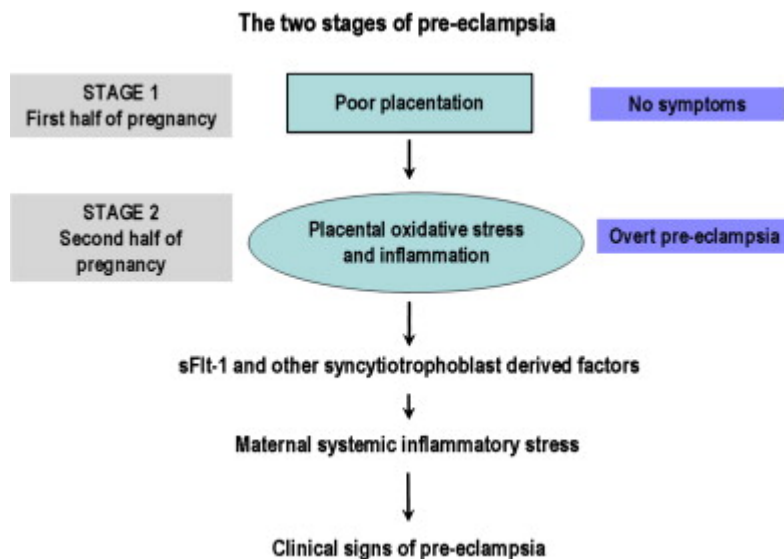 The two stages of pre-eclampsia
STAGE 1
First half of pregnancy
Poor placentation
No symptoms
STAGE 2
Second half of
pregnancy
Placental oxidative stress
and inflammation
Overt pre-eclampsia
sFlt-1 and other syncytiotrophoblast derived factors
Maternal systemic inflammatory stress
Clinical signs of pre-eclampsia